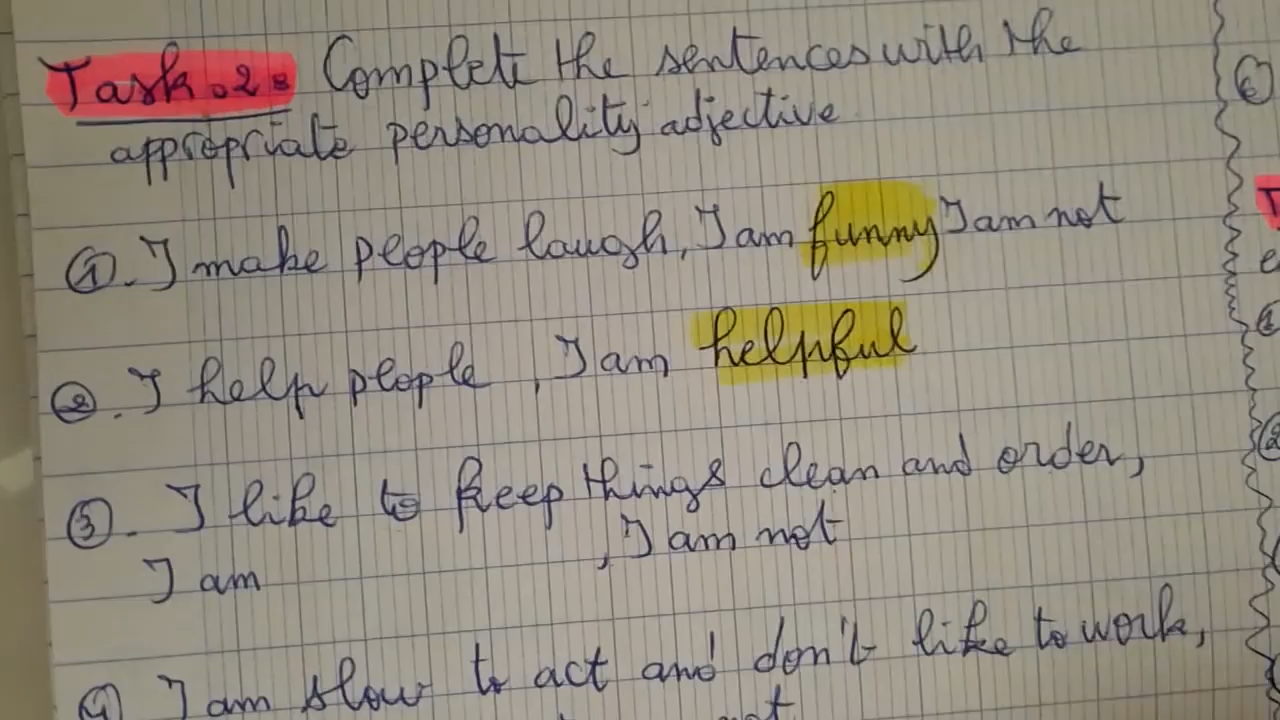 Task.2: Complete the sentences with the
appropriate personality adjective
①. I make people laugh, I am funny I am not
②. I help people, I am helpful
③. I like to keep things clean and order,
I am , I am not
④ I am slow to act and don't like to work,